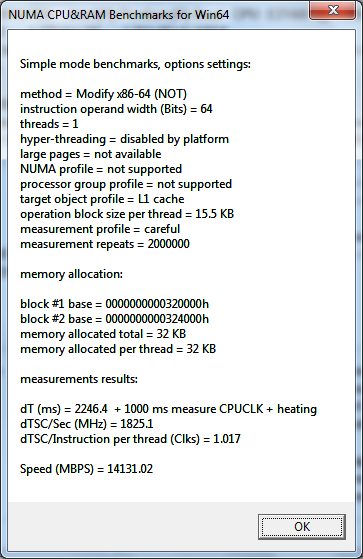 NUMA CPU&RAM Benchmarks for Win64
Simple mode benchmarks, options settings:
method = Modify x86-64 (NOT)
instruction operand width (Bits) = 64
threads = 1
hyper-threading = disabled by platform
large pages = not available
NUMA profile = not supported
processor group profile = not supported
target object profile = L1 cache
operation block size per thread = 15.5 KB
measurement profile = careful
measurement repeats = 2000000
memory allocation:
block #1 base = 0000000000320000h
block #2 base = 0000000000324000h
memory allocated total = 32 KB
memory allocated per thread = 32 KB
measurements results:
dT (ms) = 2246.4  + 1000 ms measure CPUCLK + heating
dTSC/Sec (MHz) = 1825.1
dTSC/Instruction per thread (Clks) = 1.017
Speed (MBPS) = 14131.02
OK